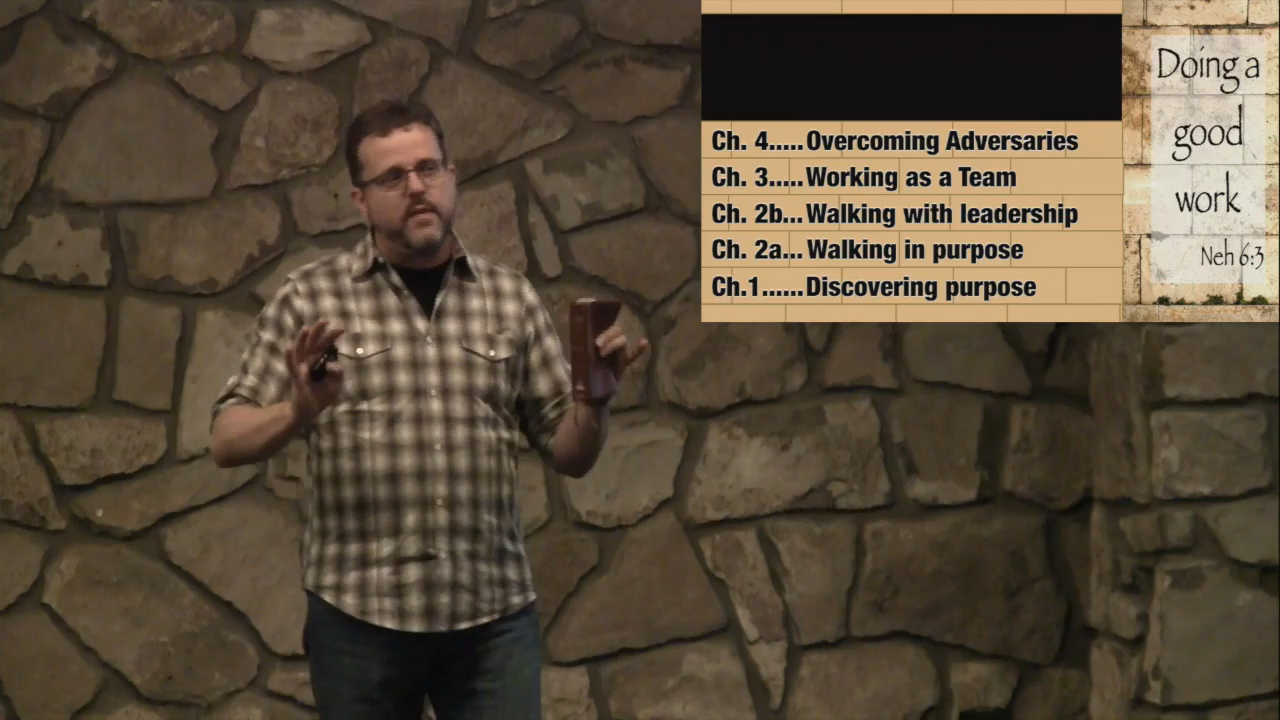 Ch. 4.....Overcoming Adversaries
Ch. 3.....Working as a Team
Ch. 2b...Walking with leadership
Ch. 2a... Walking in purpose
Ch.1......Discovering purpose
Doing a
good
work
Neh 6:3